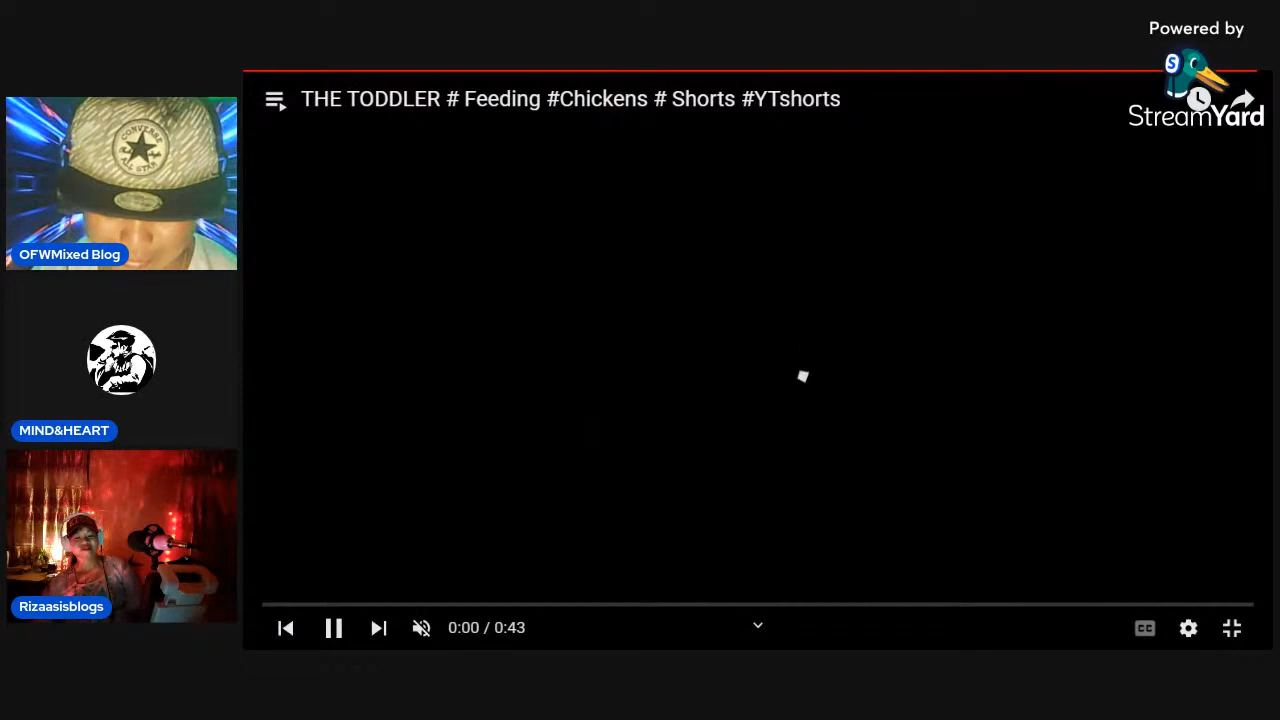 Powered by
StreamYard
THE TODDLER # Feeding #Chickens # Shorts #YTshorts
CONVERSE
ALL STAR
OFWMixed Blog
MIND&HEART
Rizaasisblogs
0:00 / 0:43
CC